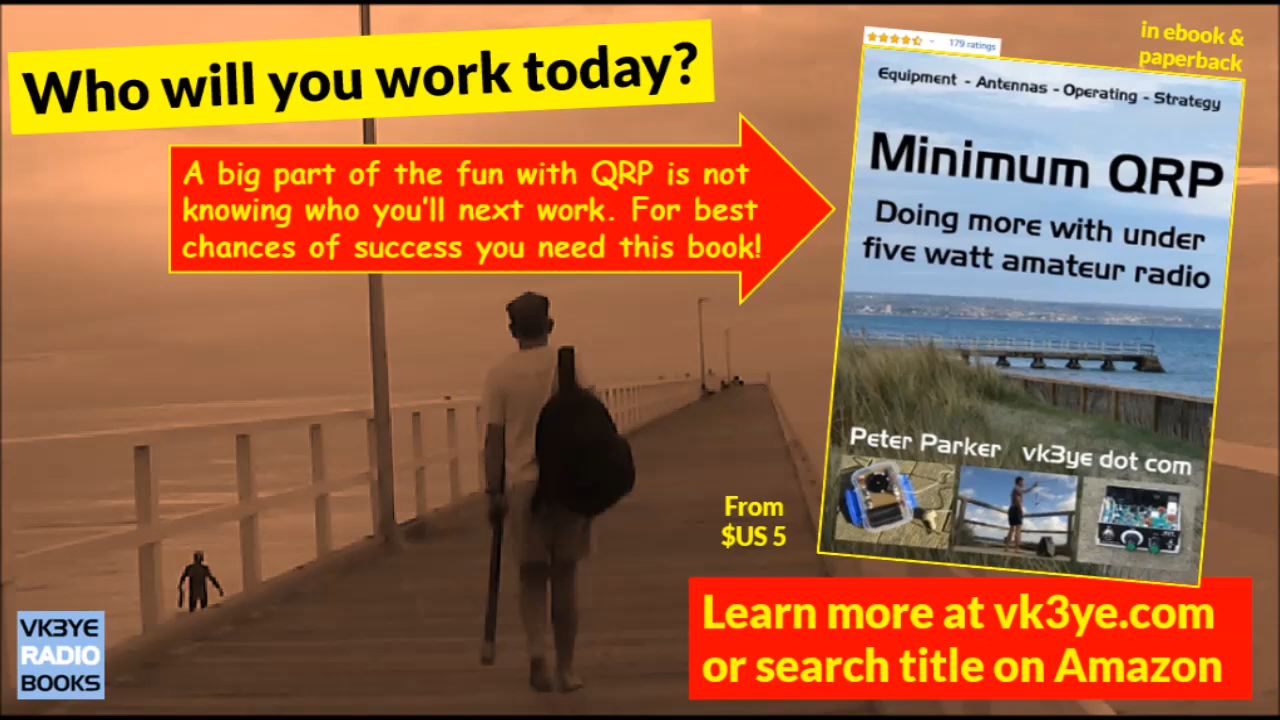 Who will you work today?
A big part of the fun with QRP is not
knowing who you'll next work. For best
chances of success you need this book!
in ebook &
paperback
179 ratings
Equipment - Antennas - Operating - Strategy
Minimum QRP
Doing more with under
five watt amateur radio
Peter Parker vk3ye dot com
From
$US 5
Learn more at vk3ye.com
or search title on Amazon
VK3YE
RADIO
BOOKS